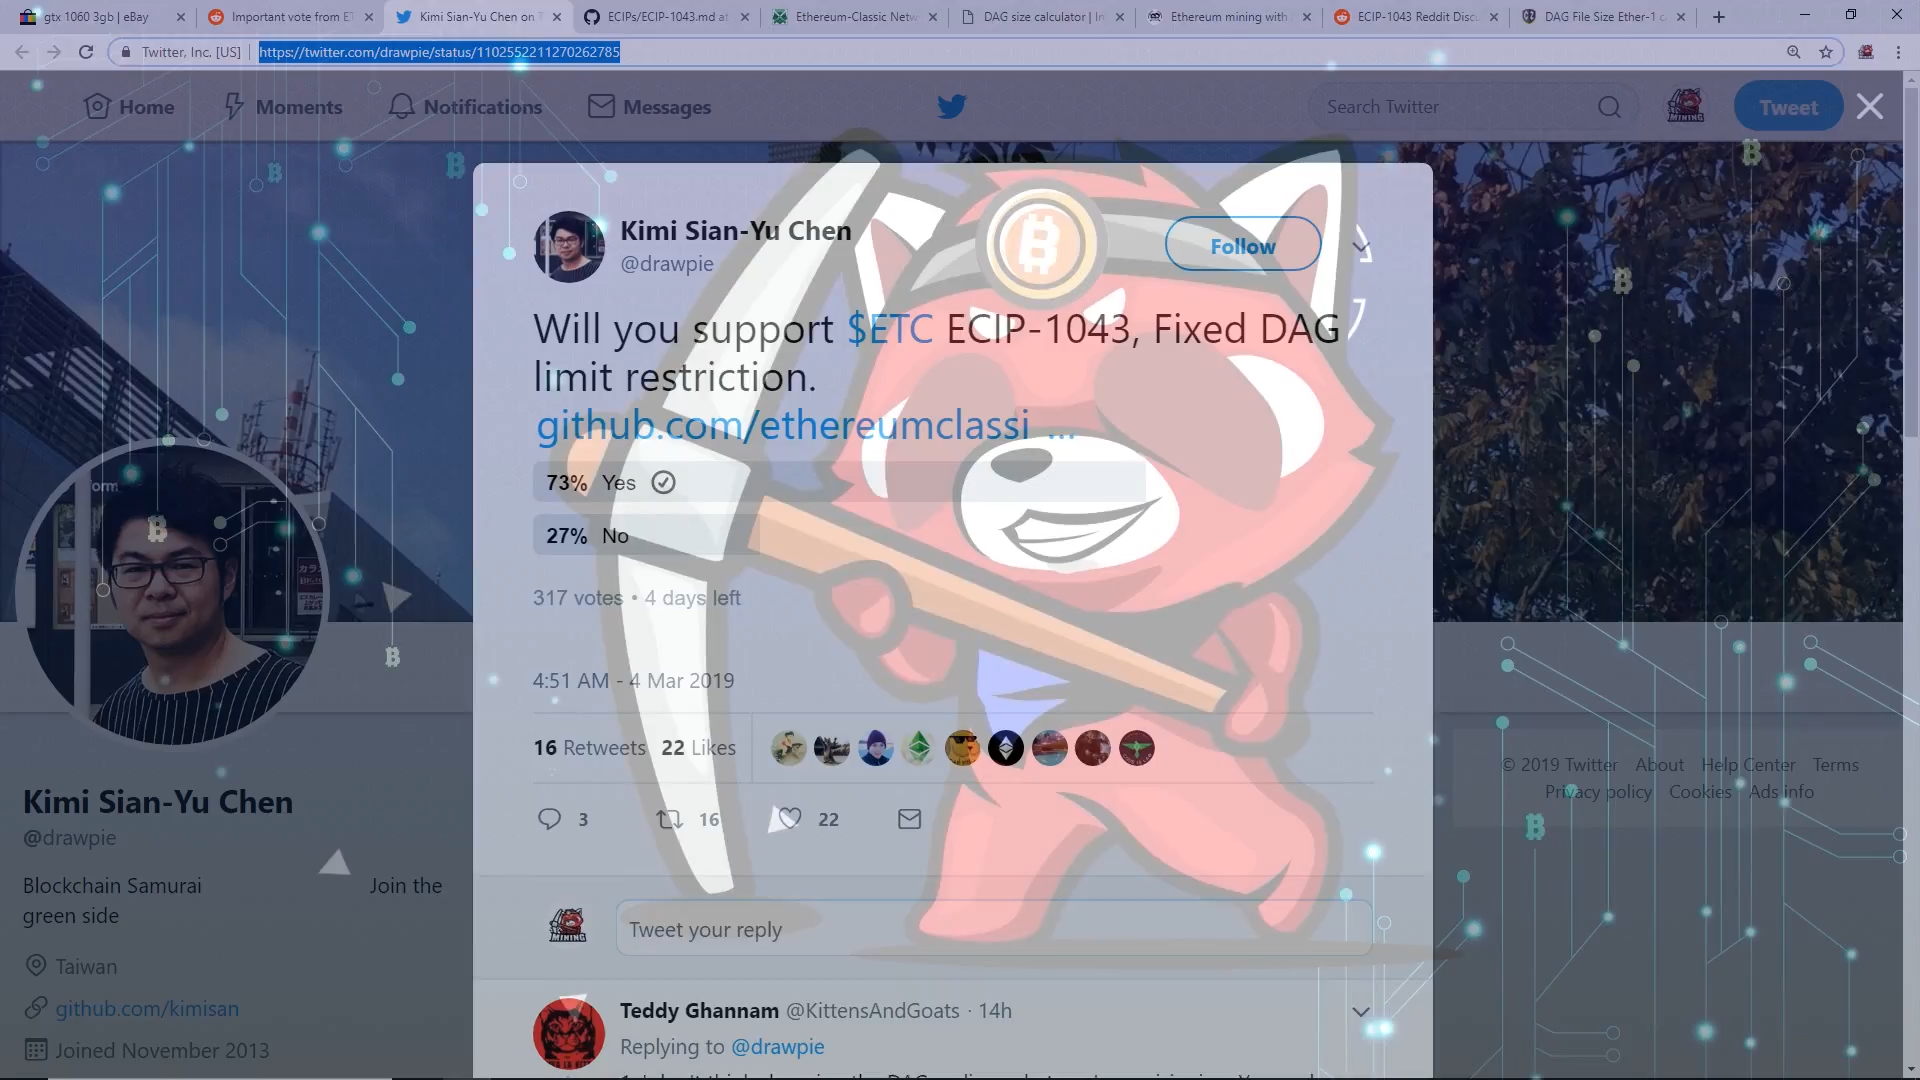 gtx 1060 3gb | eBay
Important vote from ET
Kimi Sian-Yu Chen on T
ECIPs/ECIP-1043.md at
Ethereum-Classic Netw
DAG size calculator | In
Ethereum mining with
ECIP-1043 Reddit Discu
DAG File Size Ether-1 c
Twitter, Inc. [US]
https://twitter.com/drawpie/status/1102552211270262785
Home
Moments
Notifications
Messages
Search Twitter
MINING
Tweet
Kimi Sian-Yu Chen
@drawpie
Follow
Will you support $ETC ECIP-1043, Fixed DAG
limit restriction.
github.com/ethereumclassi …
73% Yes
27% No
317 votes • 4 days left
4:51 AM - 4 Mar 2019
16 Retweets 22 Likes
3
16
22
Kimi Sian-Yu Chen
@drawpie
Blockchain Samurai Join the
green side
Taiwan
github.com/kimisan
Joined November 2013
© 2019 Twitter About Help Center Terms
Privacy policy Cookies Ads info
MINING
Tweet your reply
Teddy Ghannam @KittensAndGoats · 14h
Replying to @drawpie